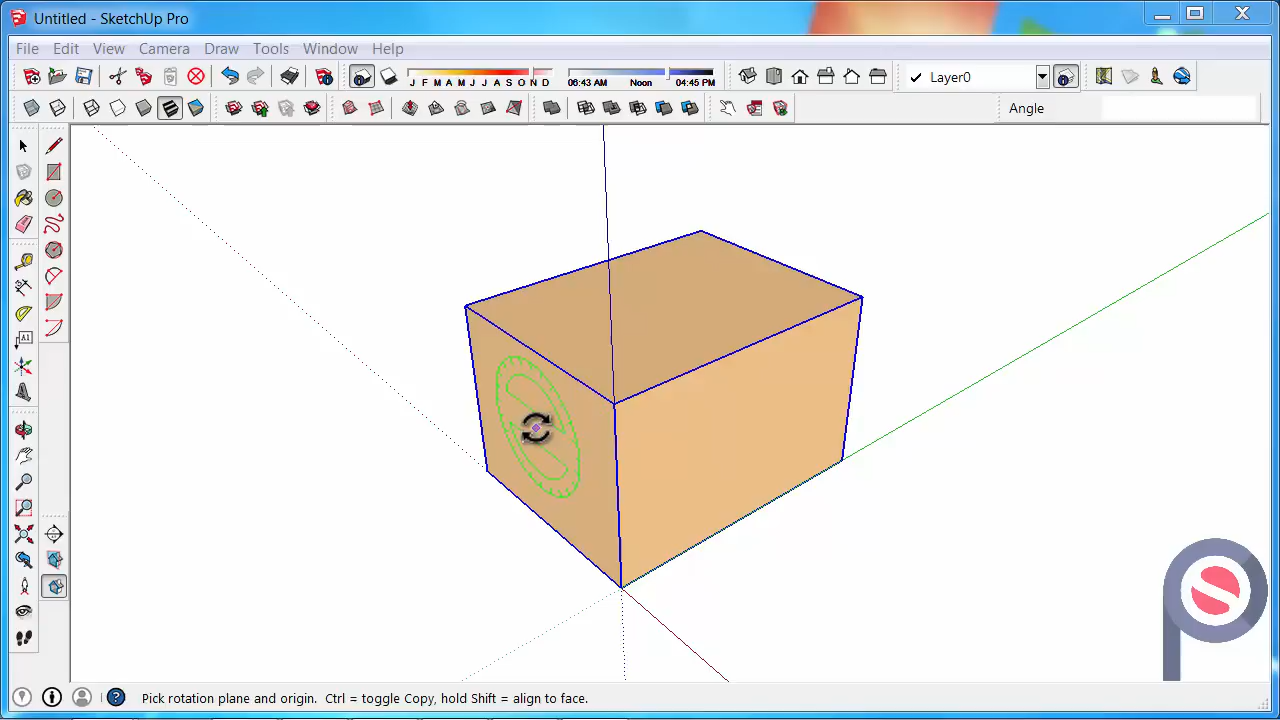 Untitled - SketchUp Pro
File Edit View Camera Draw Tools Window Help
J F M A M J J A S O N D
06:43 AM Noon 04:45 PM
Layer0
Angle
A1
Pick rotation plane and origin. Ctrl = toggle Copy, hold Shift = align to face.